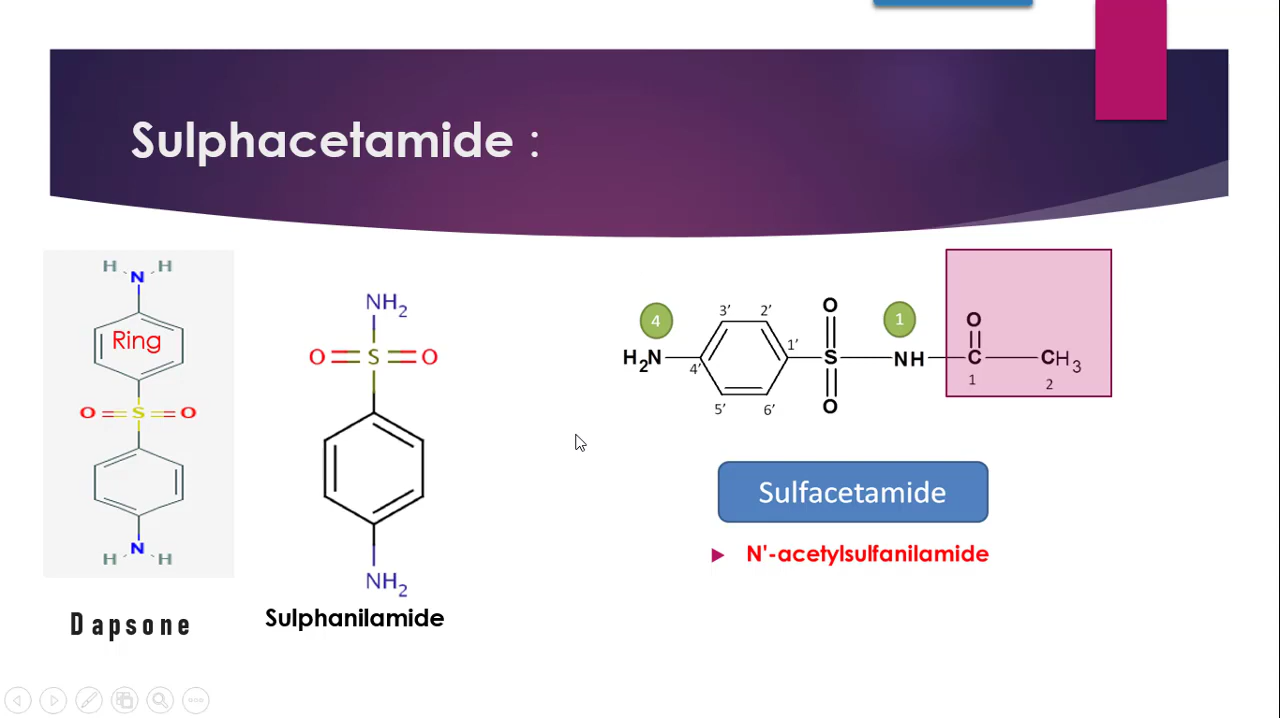 Sulphacetamide :
H H
N
Ring
O S O
N
H H
Dapsone
NH2
O S O
NH2
Sulphanilamide
4
1
O
O
3' 2'
1'
H2N
S
NH
C
CH3
4'
1
2
5' 6'
O
Sulfacetamide
N'-acetylsulfanilamide